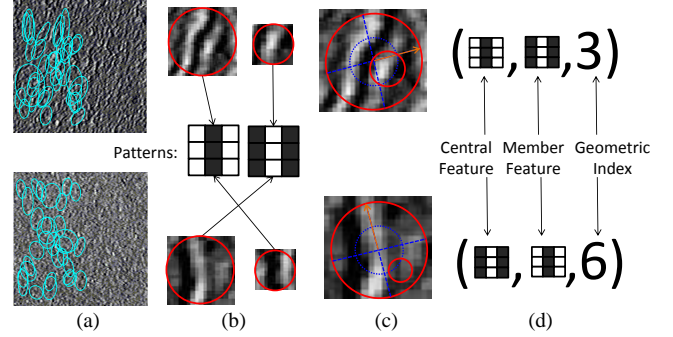 ( , ,3)
Patterns:
Central Feature
Member Feature
Geometric Index
( , ,6)
(a)
(b)
(c)
(d)